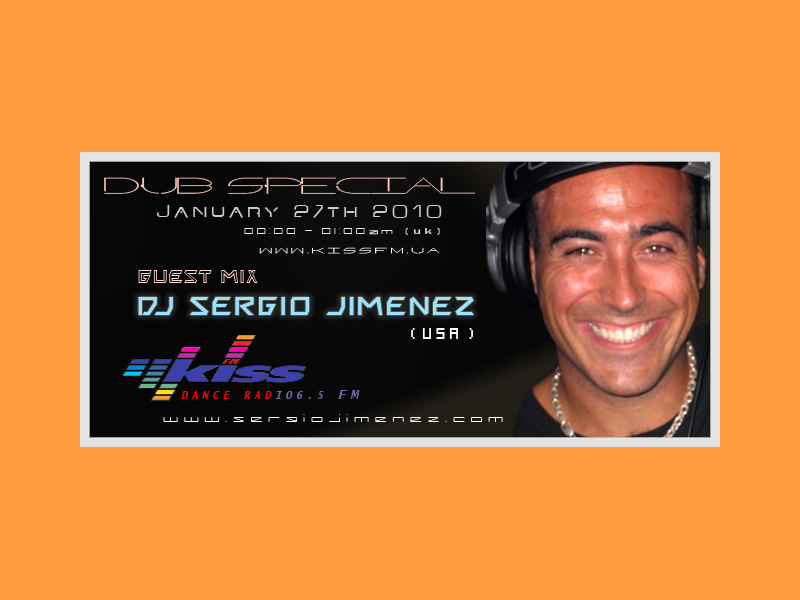 DUB SPECIAL
January 27th 2010
00:00 - 01:00am (uk)
www.kissfm.ua
GUEST MIX
DJ SERGIO JIMENEZ
(USA)
FM
kiss
DANCE RADIO6.5 FM
www.sergiojimenez.com